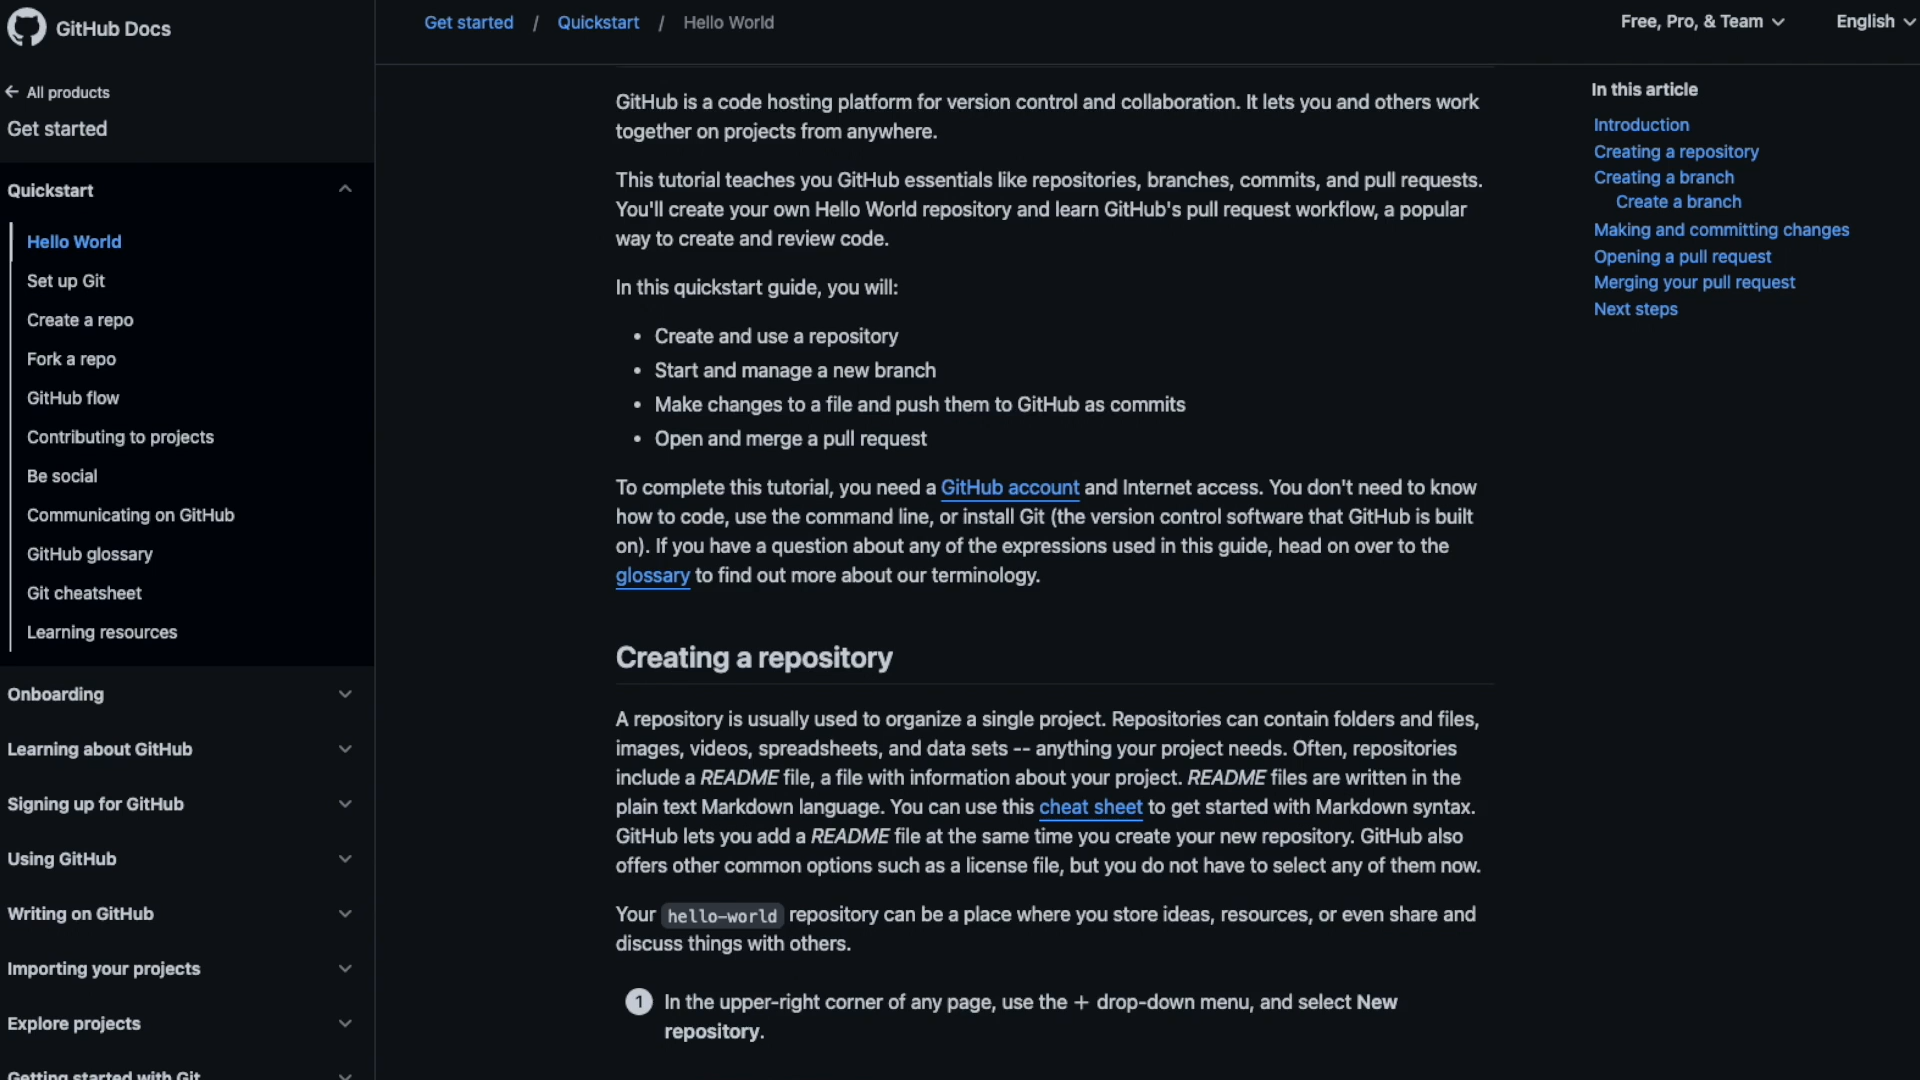 GitHub Docs
All products
Get started
Quickstart
Hello World
Set up Git
Create a repo
Fork a repo
GitHub flow
Contributing to projects
Be social
Communicating on GitHub
GitHub glossary
Git cheatsheet
Learning resources
Onboarding
Learning about GitHub
Signing up for GitHub
Using GitHub
Writing on GitHub
Importing your projects
Explore projects
Getting started with Git
Get started / Quickstart / Hello World
Free, Pro, & Team
English
GitHub is a code hosting platform for version control and collaboration. It lets you and others work
together on projects from anywhere.
This tutorial teaches you GitHub essentials like repositories, branches, commits, and pull requests.
You'll create your own Hello World repository and learn GitHub's pull request workflow, a popular
way to create and review code.
In this quickstart guide, you will:
• Create and use a repository
• Start and manage a new branch
• Make changes to a file and push them to GitHub as commits
• Open and merge a pull request
To complete this tutorial, you need a GitHub account and Internet access. You don't need to know
how to code, use the command line, or install Git (the version control software that GitHub is built
on). If you have a question about any of the expressions used in this guide, head on over to the
glossary to find out more about our terminology.
Creating a repository
A repository is usually used to organize a single project. Repositories can contain folders and files,
images, videos, spreadsheets, and data sets -- anything your project needs. Often, repositories
include a README file, a file with information about your project. README files are written in the
plain text Markdown language. You can use this cheat sheet to get started with Markdown syntax.
GitHub lets you add a README file at the same time you create your new repository. GitHub also
offers other common options such as a license file, but you do not have to select any of them now.
Your hello-world repository can be a place where you store ideas, resources, or even share and
discuss things with others.
1 In the upper-right corner of any page, use the + drop-down menu, and select New
repository.
In this article
Introduction
Creating a repository
Creating a branch
Create a branch
Making and committing changes
Opening a pull request
Merging your pull request
Next steps